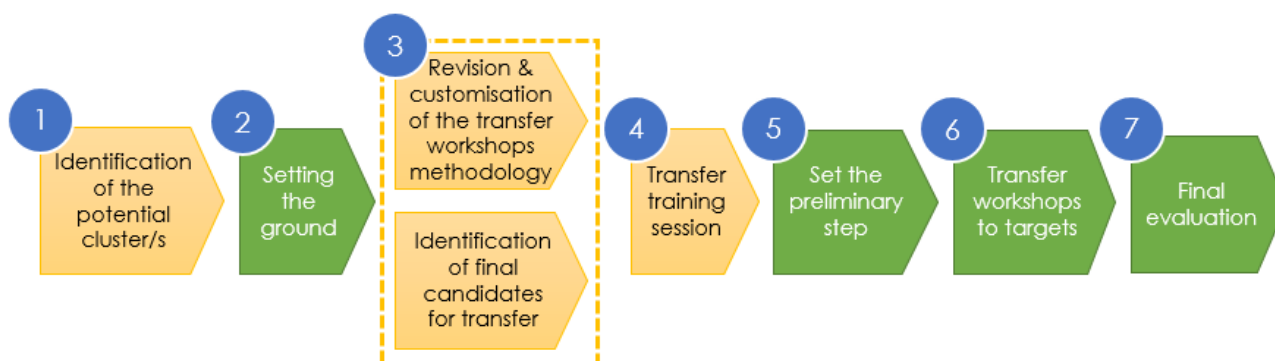 1
Identification
of the
potential
cluster/s
2
Setting
the
ground
3
Revision &
customisation
of the transfer
workshops
methodology
Identification
of final
candidates
for transfer
4
Transfer
training
session
5
Set the
preliminary
step
6
Transfer
workshops
to targets
7
Final
evaluation